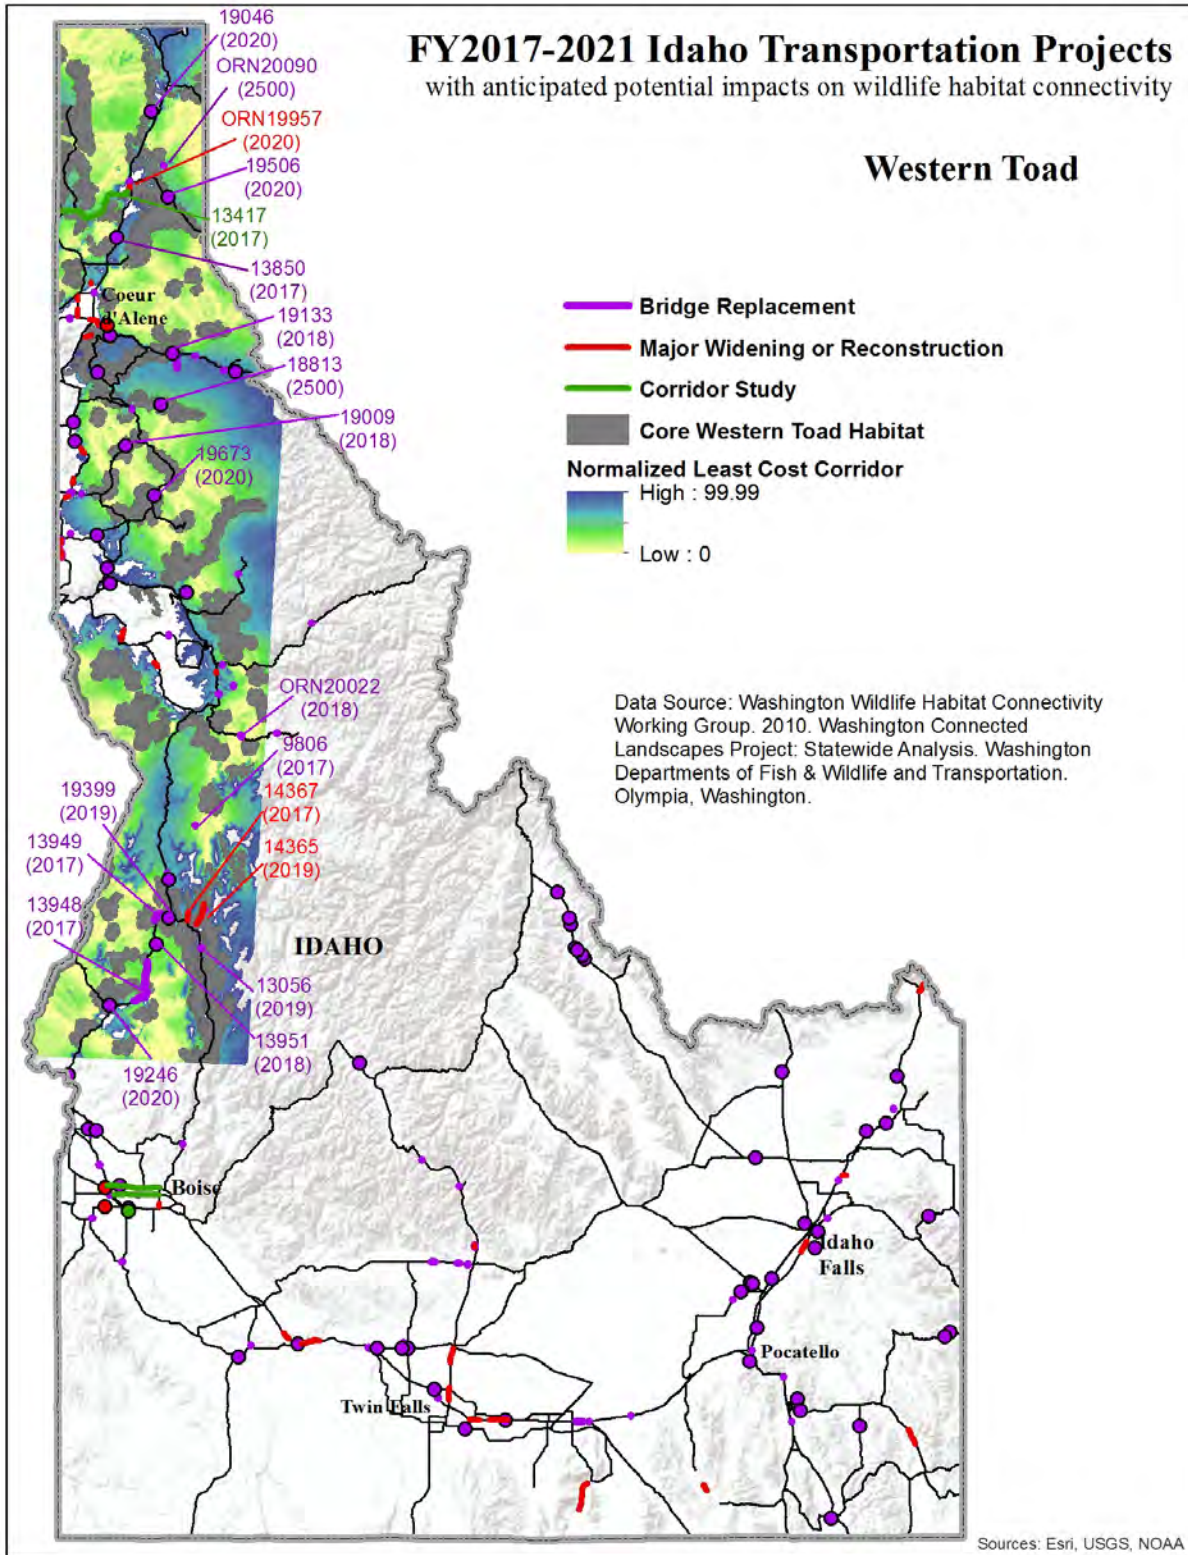 FY2017-2021 Idaho Transportation Projects
with anticipated potential impacts on wildlife habitat connectivity
Western Toad
19046
(2020)
ORN20090
(2500)
ORN19957
(2020)
19506
(2020)
13417
(2017)
13850
(2017)
Coeur
d'Alene
19133
(2018)
18813
(2500)
19009
(2018)
19673
(2020)
Bridge Replacement
Major Widening or Reconstruction
Corridor Study
Core Western Toad Habitat
Normalized Least Cost Corridor
High : 99.99
Low : 0
ORN20022
(2018)
9806
(2017)
14367
(2017)
14365
(2019)
19399
(2019)
13949
(2017)
13948
(2017)
Data Source: Washington Wildlife Habitat Connectivity
Working Group. 2010. Washington Connected
Landscapes Project: Statewide Analysis. Washington
Departments of Fish & Wildlife and Transportation.
Olympia, Washington.
IDAHO
13056
(2019)
13951
(2018)
19246
(2020)
Boise
Idaho
Falls
Pocatello
Twin Falls
Sources: Esri, USGS, NOAA